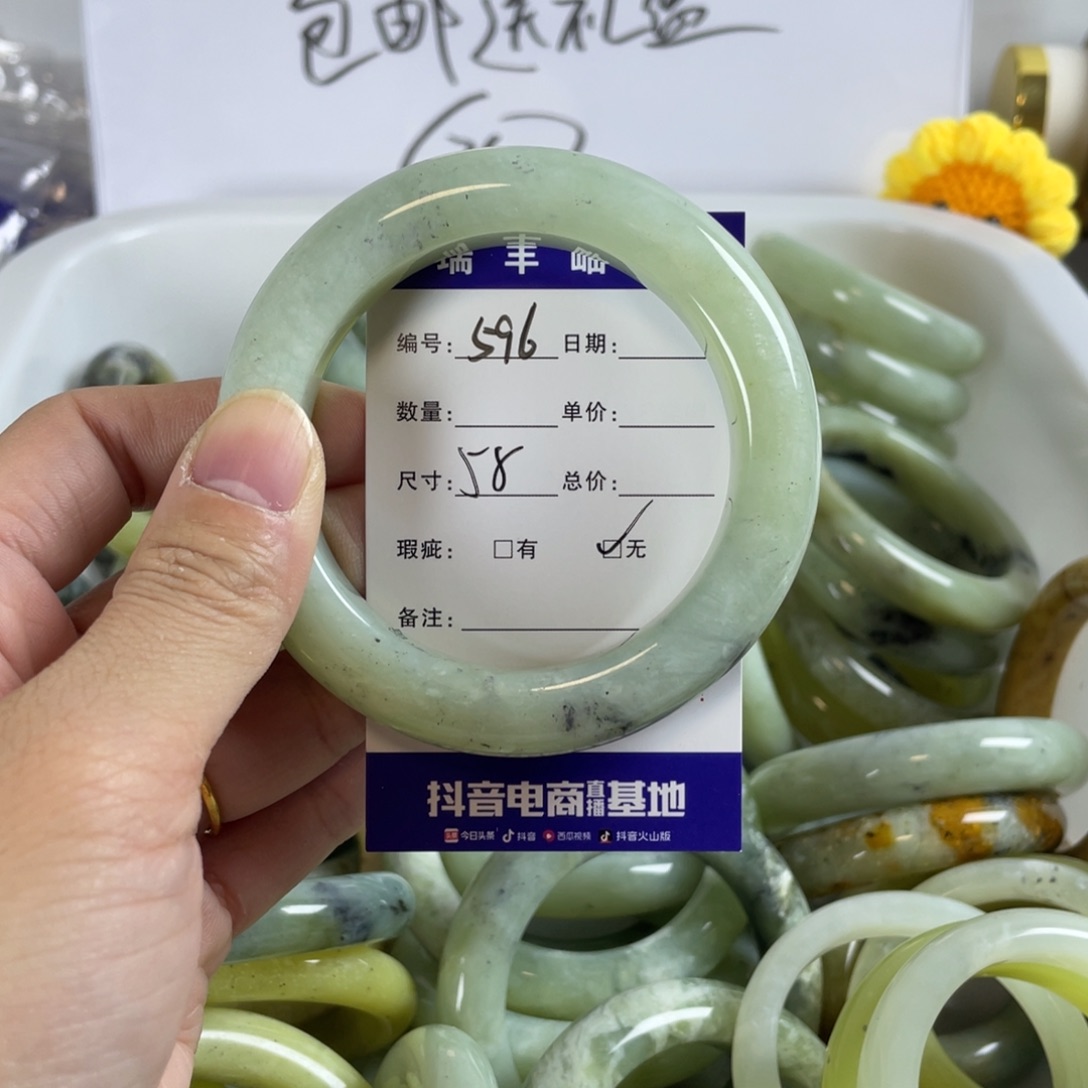 包邮送礼盒
瑞丰
编号: 596 日期:
数量: 单价:
尺寸: 58 总价:
瑕疵: □有 ☑无
备注:
抖音电商直播基地
今日头条 抖音 西瓜视频 抖音火山版